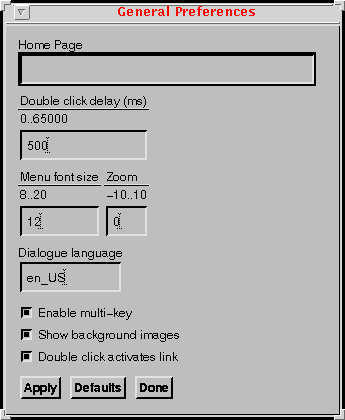 General Preferences
Home Page
Double click delay (ms)
0..65000
500
Menu font size Zoom
8..20 −10..10
12 0
Dialogue language
en_US
Enable multi−key
Show background images
Double click activates link
Apply Defaults Done